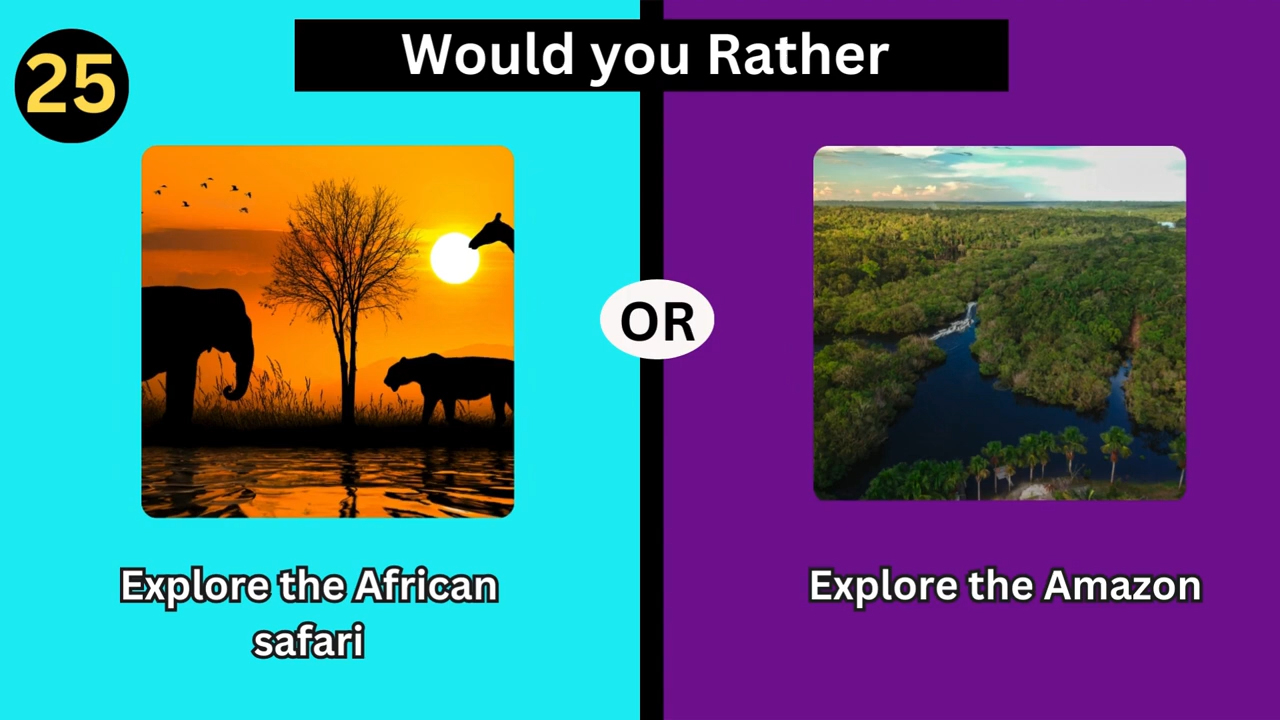 25
Would you Rather
OR
Explore the African
safari
Explore the Amazon